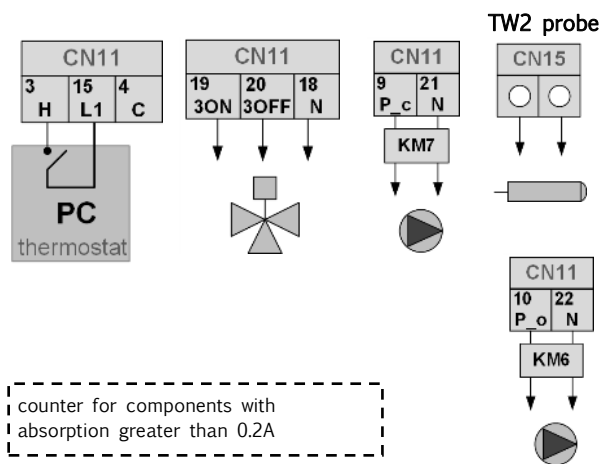 TW2 probe
CN11
CN11
CN11
CN15
3 15 4
H L1 C
19 20 18
3ON 3OFF N
9 21
P_c N
KM7
PC
thermostat
CN11
10 22
P_o N
KM6
counter for components with
absorption greater than 0.2A